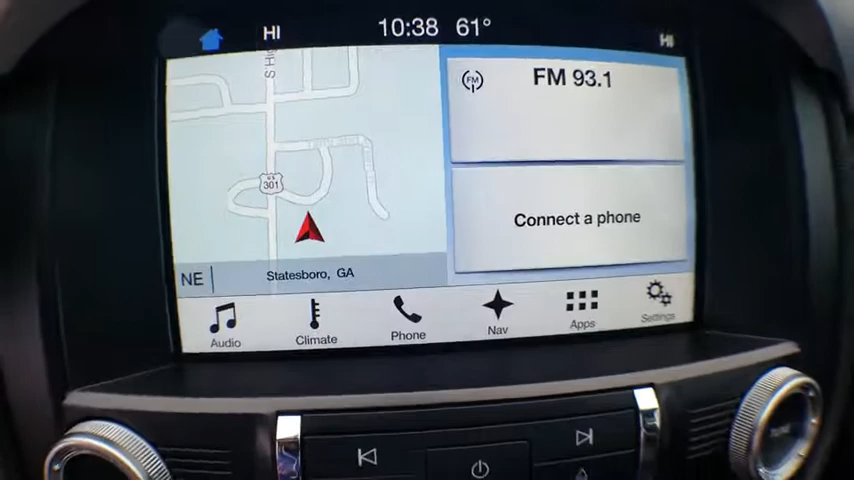 HI
10:38 61°
HI
S HI
FM
FM 93.1
U S
301
Connect a phone
NE
Statesboro, GA
Audio
Climate
Phone
Nav
Apps
Settings